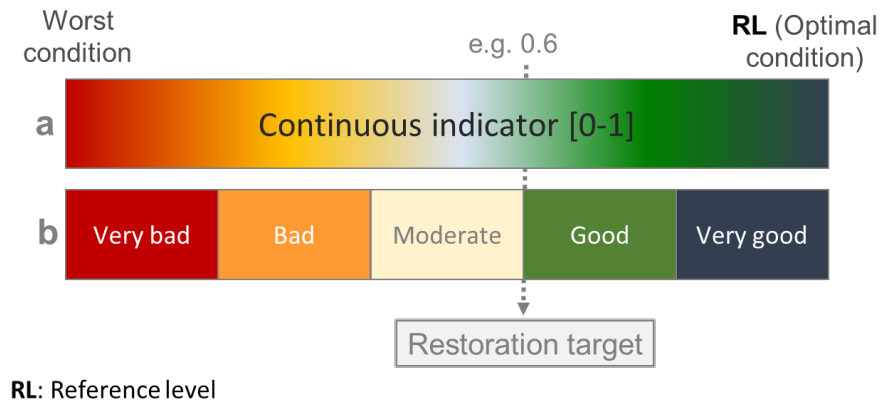 Worst
condition
e.g. 0.6
RL (Optimal
condition)
a
Continuous indicator [0-1]
b
Very bad
Bad
Moderate
Good
Very good
Restoration target
RL: Reference level